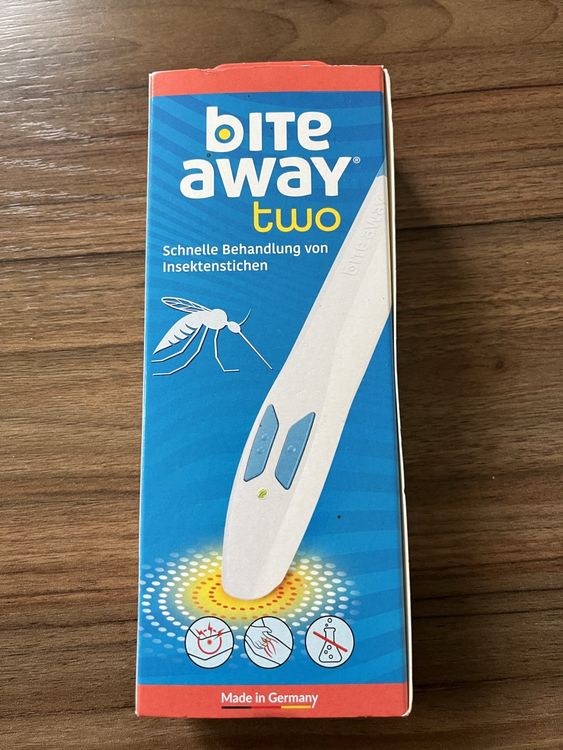 bite
away®
two
Schnelle Behandlung von
Insektenstichen
bite away
Made in Germany